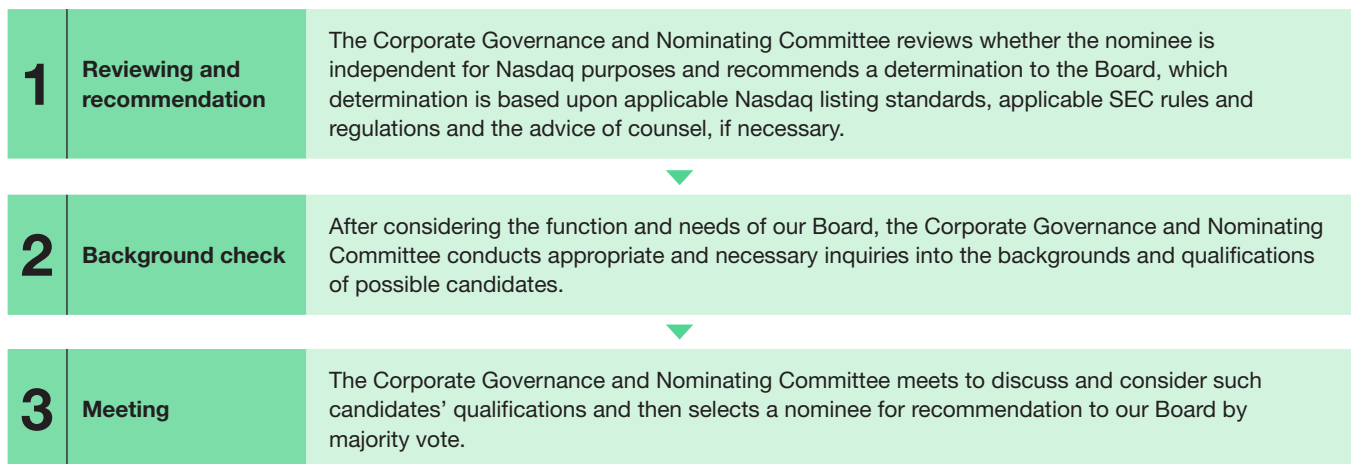 1
Reviewing and
recommendation
The Corporate Governance and Nominating Committee reviews whether the nominee is
independent for Nasdaq purposes and recommends a determination to the Board, which
determination is based upon applicable Nasdaq listing standards, applicable SEC rules and
regulations and the advice of counsel, if necessary.
2
Background check
After considering the function and needs of our Board, the Corporate Governance and Nominating
Committee conducts appropriate and necessary inquiries into the backgrounds and qualifications
of possible candidates.
3
Meeting
The Corporate Governance and Nominating Committee meets to discuss and consider such
candidates’ qualifications and then selects a nominee for recommendation to our Board by
majority vote.